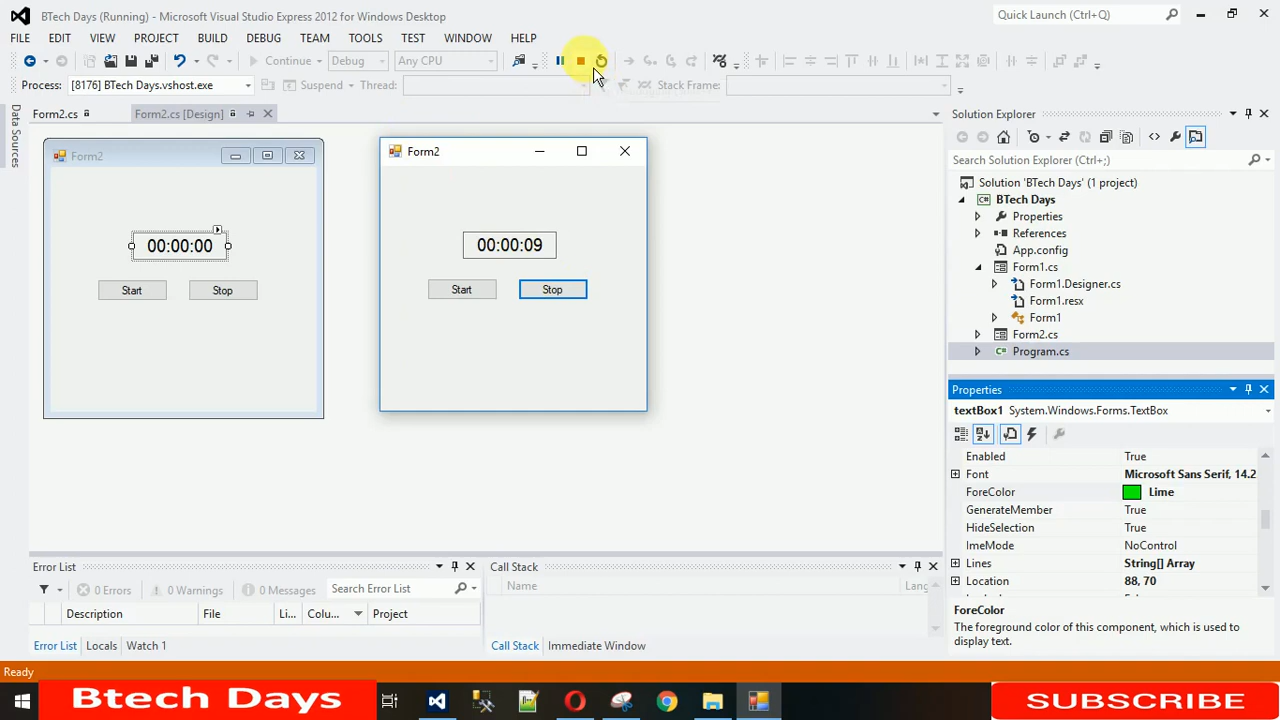 BTech Days (Running) - Microsoft Visual Studio Express 2012 for Windows Desktop
Quick Launch (Ctrl+Q)
FILE EDIT VIEW PROJECT BUILD DEBUG TEAM TOOLS TEST WINDOW HELP
Continue Debug Any CPU
Process: [8176] BTech Days.vshost.exe Suspend Thread: Stack Frame:
Data Sources
Form2.cs Form2.cs [Design]
Form2
00:00:00
Start Stop
Form2
00:00:09
Start Stop
Solution Explorer
Search Solution Explorer (Ctrl+;)
Solution 'BTech Days' (1 project)
BTech Days
Properties
References
App.config
Form1.cs
Form1.Designer.cs
Form1.resx
Form1
Form2.cs
Program.cs
Properties
textBox1 System.Windows.Forms.TextBox
Enabled True
Font Microsoft Sans Serif, 14.2
ForeColor Lime
GenerateMember True
HideSelection True
ImeMode NoControl
Lines String[] Array
Location 88, 70
ForeColor
The foreground color of this component, which is used to display text.
Error List
0 Errors 0 Warnings 0 Messages Search Error List
Description File Li... Colu... Project
Error List Locals Watch 1
Call Stack
Name Lang
Call Stack Immediate Window
Ready
Btech Days
SUBSCRIBE